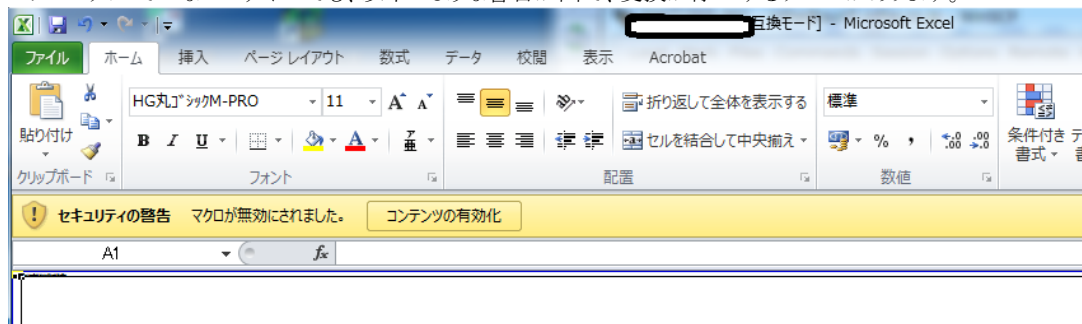 互換モード] - Microsoft Excel
ファイル ホーム 挿入 ページ レイアウト 数式 データ 校閲 表示 Acrobat
HG丸ゴシックM-PRO 11 A A 折り返して全体を表示する 標準
貼り付け B I U A セルを結合して中央揃え % , 条件付き
書式
クリップボード フォント 配置 数値
セキュリティの警告 マクロが無効にされました。 コンテンツの有効化
A1 fx